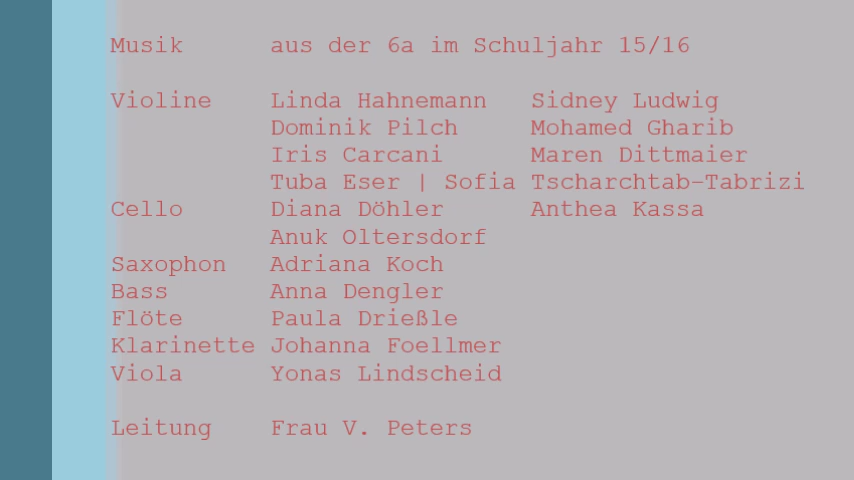 Musik aus der 6a im Schuljahr 15/16
Violine Linda Hahnemann Sidney Ludwig
Dominik Pilch Mohamed Gharib
Iris Carcani Maren Dittmaier
Tuba Eser | Sofia Tscharchtab-Tabrizi
Cello Diana Döhler Anthea Kassa
Anuk Oltersdorf
Saxophon Adriana Koch
Bass Anna Dengler
Flöte Paula Drießle
Klarinette Johanna Foellmer
Viola Yonas Lindscheid
Leitung Frau V. Peters